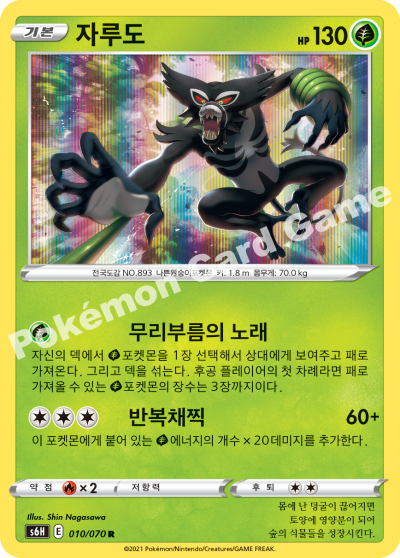 기본 자루도 HP 130
전국도감 NO.893 나쁜원숭이포켓몬 키: 1.8 m 몸무게: 70.0 kg
Pokémon Card Game
무리부름의 노래
자신의 덱에서 포켓몬을 1장 선택해서 상대에게 보여주고 패로
가져온다. 그리고 덱을 섞는다. 후공 플레이어의 첫 차례라면 패로
가져올 수 있는 포켓몬의 장수는 3장까지이다.
반복채찍 60+
이 포켓몬에게 붙어 있는 에너지의 개수 × 20데미지를 추가한다.
약점 ×2 저항력 후퇴
Illus. Shin Nagasawa
몸에 난 덩굴이 끊어지면
토양에 영양분이 되어
숲의 식물들을 성장시킨다.
s6H E 010/070 R
©2021 Pokémon/Nintendo/Creatures/GAME FREAK.